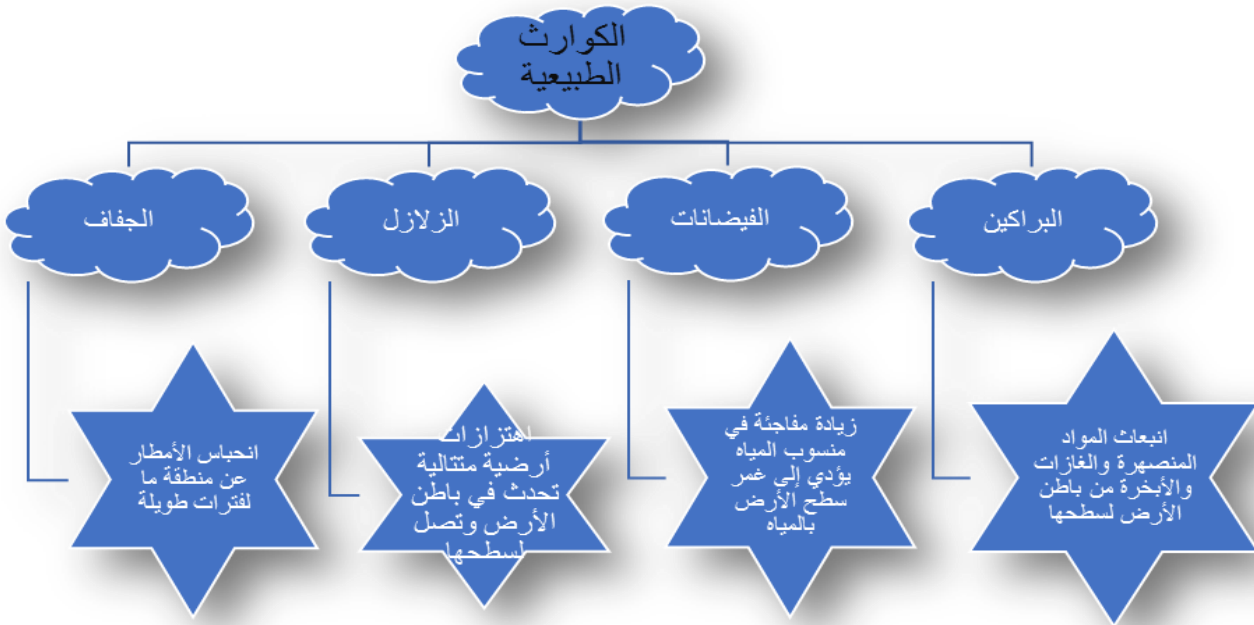 الكوارث
الطبيعية
البراكين
الفيضانات
الزلازل
الجفاف
انبعاث المواد
المنصهرة والغازات
والأبخرة من باطن
الأرض لسطحها
زيادة مفاجئة في
منسوب المياه
يؤدي إلى غمر
سطح الأرض
بالمياه
اهتزازات
أرضية متتالية
تحدث في باطن
الأرض وتصل
لسطحها
انحباس الأمطار
عن منطقة ما
لفترات طويلة